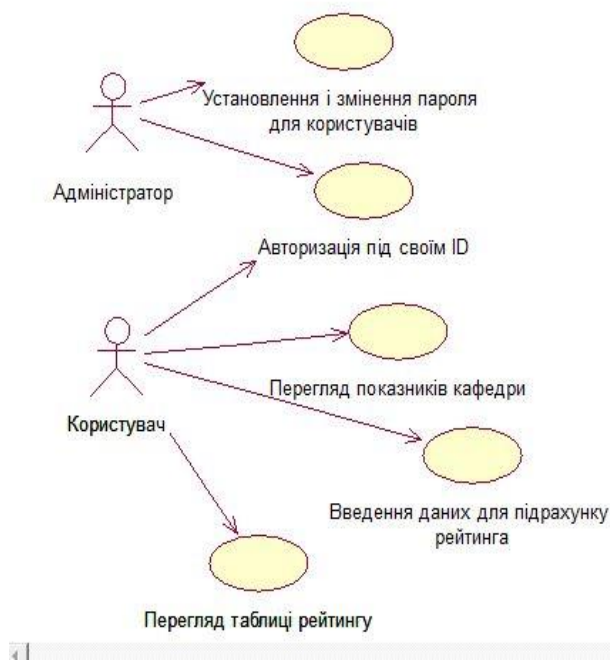 Установлення і змінення пароля
для користувачів
Адміністратор
Авторизація під своїм ID
Перегляд показників кафедри
Користувач
Введення даних для підрахунку
рейтинга
Перегляд таблиці рейтингу